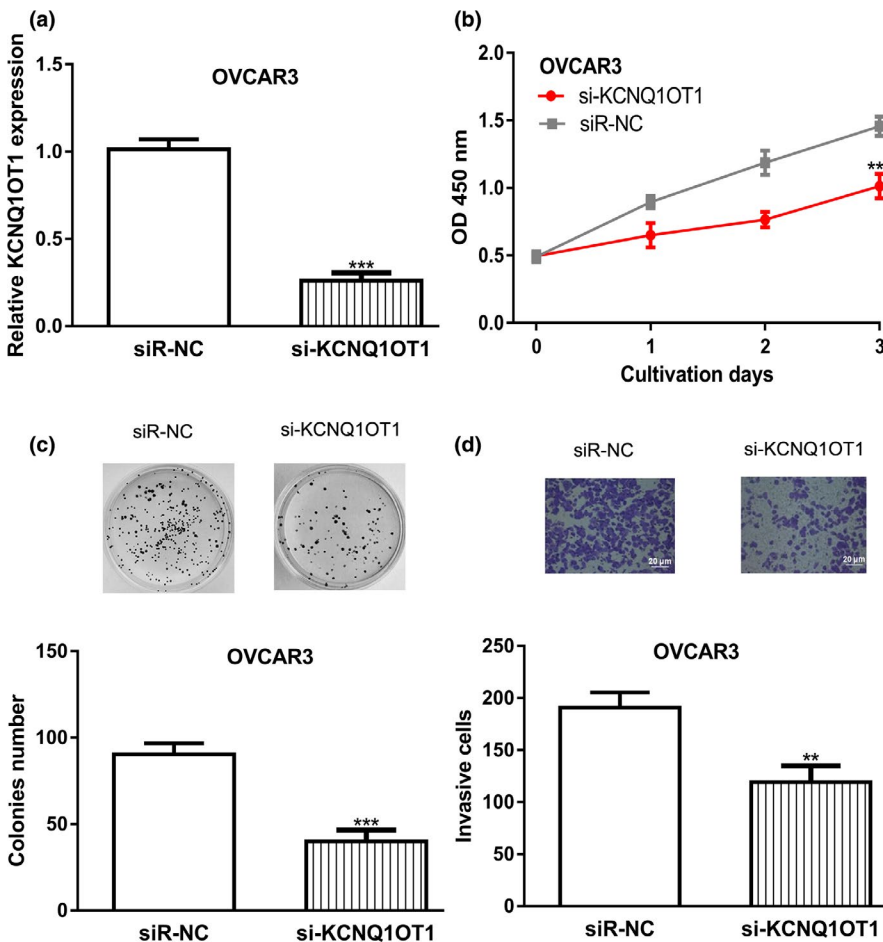 (a)
OVCAR3
Relative KCNQ1OT1 expression
1.5
1.0
0.5
0.0
***
siR-NC
si-KCNQ1OT1
(b)
OVCAR3
si-KCNQ1OT1
siR-NC
OD 450 nm
2.0
1.5
1.0
0.5
0.0
**
0
1
2
3
Cultivation days
(c)
siR-NC
si-KCNQ1OT1
OVCAR3
Colonies number
150
100
50
0
***
siR-NC
si-KCNQ1OT1
(d)
siR-NC
si-KCNQ1OT1
20 µm
20 µm
OVCAR3
Invasive cells
250
200
150
100
50
0
**
siR-NC
si-KCNQ1OT1